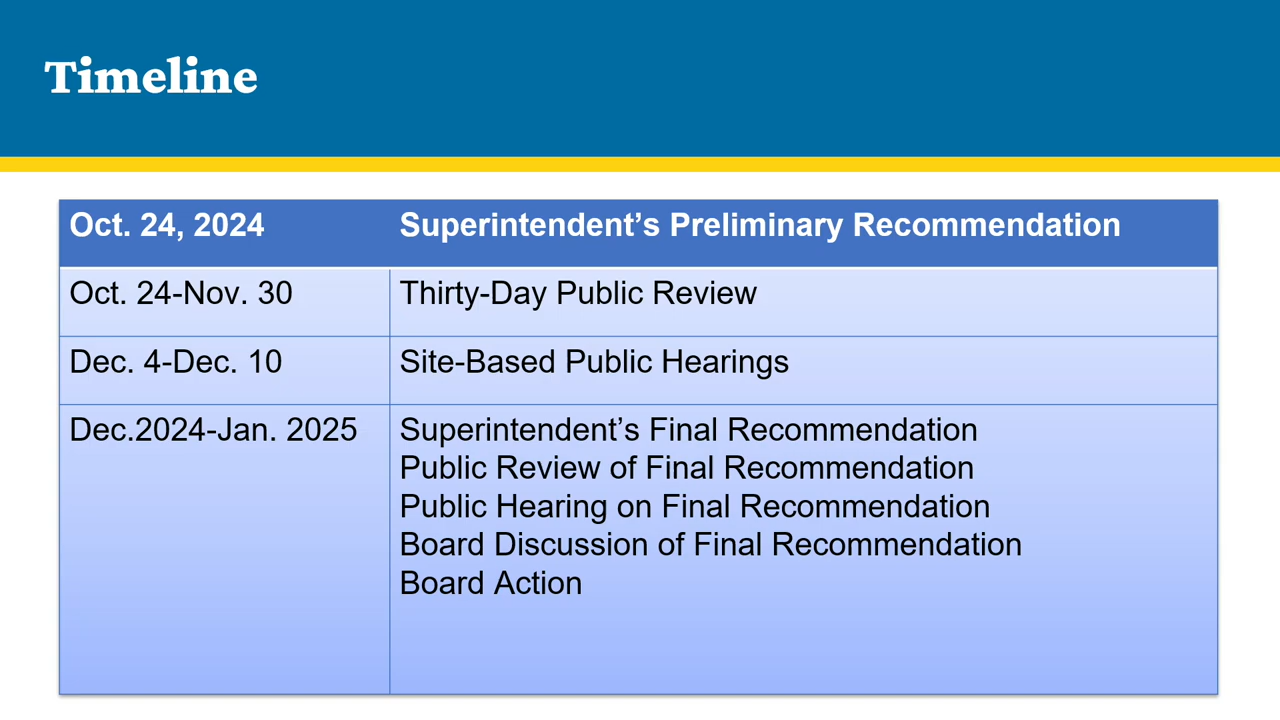 Timeline
Oct. 24, 2024 Superintendent’s Preliminary Recommendation
Oct. 24-Nov. 30 Thirty-Day Public Review
Dec. 4-Dec. 10 Site-Based Public Hearings
Dec.2024-Jan. 2025 Superintendent’s Final Recommendation
Public Review of Final Recommendation
Public Hearing on Final Recommendation
Board Discussion of Final Recommendation
Board Action